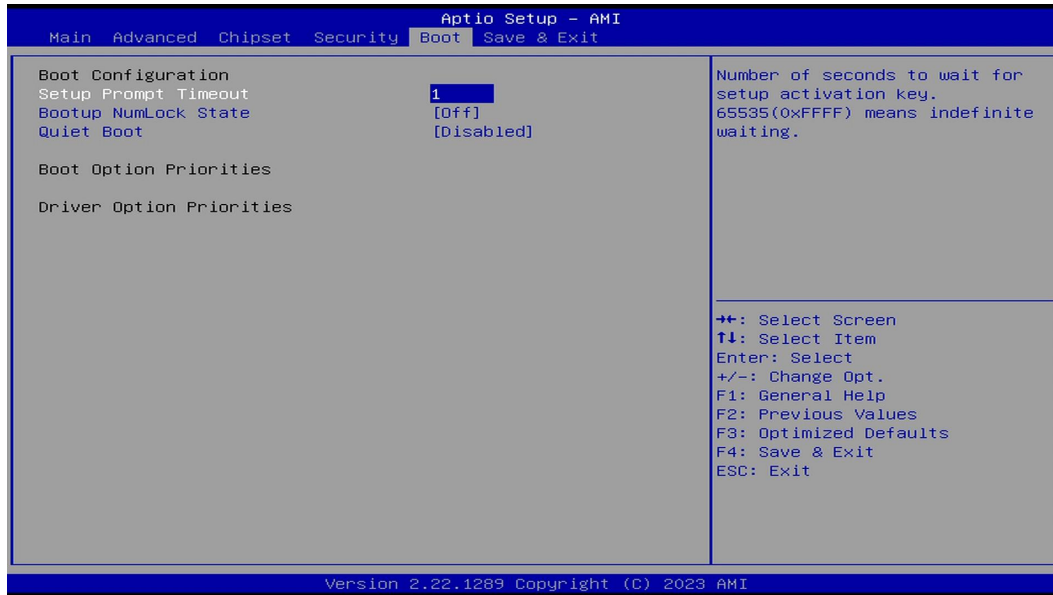 Aptio Setup - AMI
Main Advanced Chipset Security Boot Save & Exit
Boot Configuration
Setup Prompt Timeout 1
Bootup NumLock State [Off]
Quiet Boot [Disabled]
Boot Option Priorities
Driver Option Priorities
Number of seconds to wait for
setup activation key.
65535(0xFFFF) means indefinite
waiting.
→←: Select Screen
↑↓: Select Item
Enter: Select
+/-: Change Opt.
F1: General Help
F2: Previous Values
F3: Optimized Defaults
F4: Save & Exit
ESC: Exit
Version 2.22.1289 Copyright (C) 2023 AMI